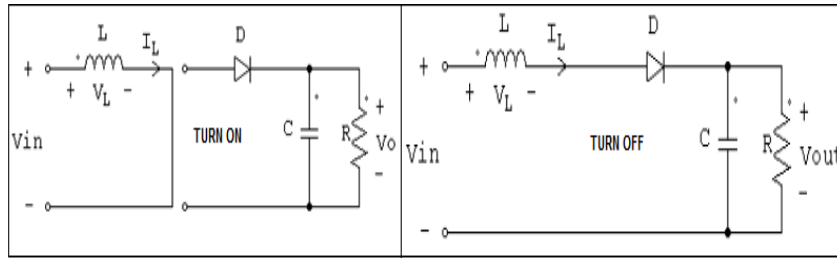 L
I_L
D
+
+ V_L -
Vin
TURN ON
C
R
+
Vo
-
-
L
I_L
D
+
+ V_L -
Vin
TURN OFF
C
R
+
Vout
-
-